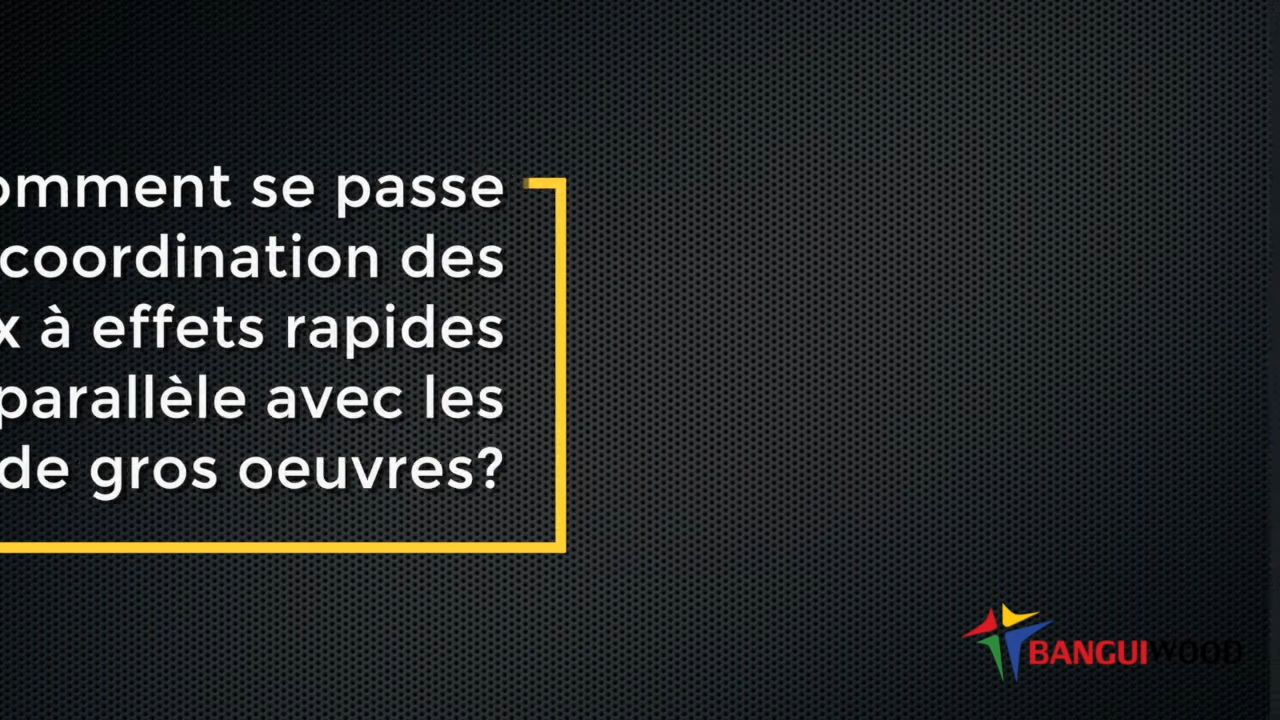 omment se passe
coordination des
x à effets rapides
parallèle avec les
de gros oeuvres?
BANGUIWOOD